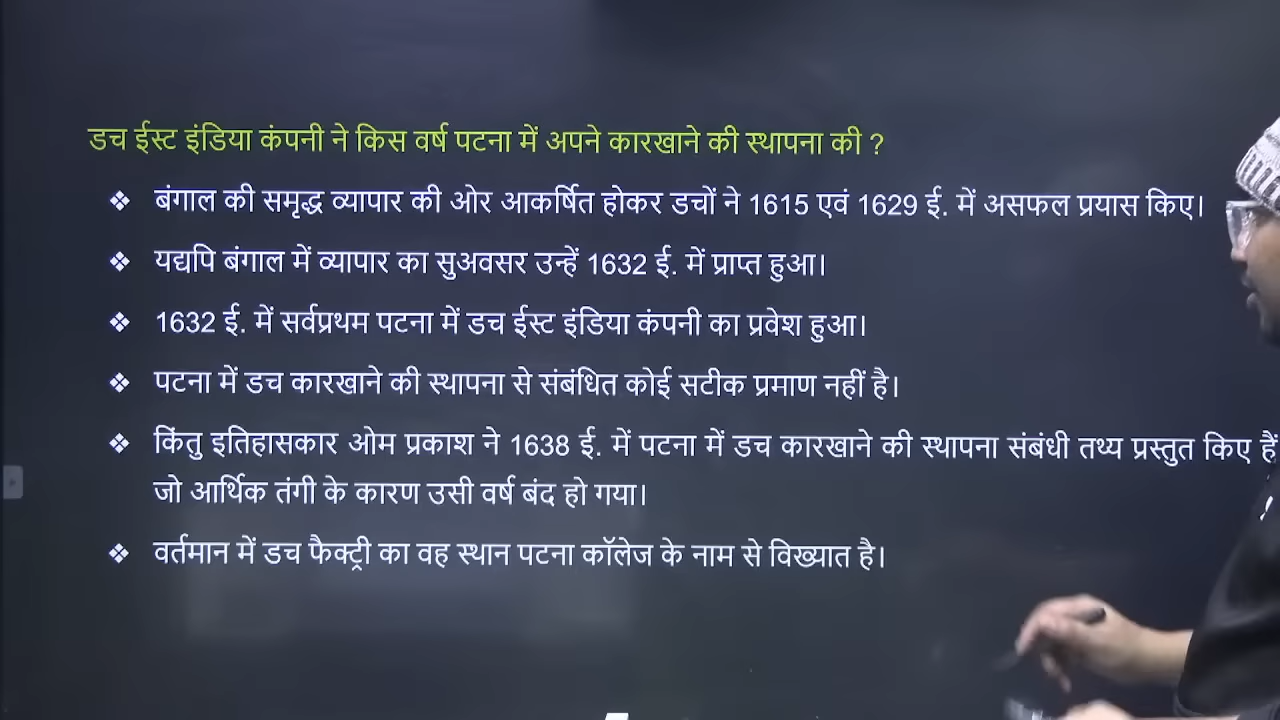 डच ईस्ट इंडिया कंपनी ने किस वर्ष पटना में अपने कारखाने की स्थापना की ?
❖ बंगाल की समृद्ध व्यापार की ओर आकर्षित होकर डचों ने 1615 एवं 1629 ई. में असफल प्रयास किए।
❖ यद्यपि बंगाल में व्यापार का सुअवसर उन्हें 1632 ई. में प्राप्त हुआ।
❖ 1632 ई. में सर्वप्रथम पटना में डच ईस्ट इंडिया कंपनी का प्रवेश हुआ।
❖ पटना में डच कारखाने की स्थापना से संबंधित कोई सटीक प्रमाण नहीं है।
❖ किंतु इतिहासकार ओम प्रकाश ने 1638 ई. में पटना में डच कारखाने की स्थापना संबंधी तथ्य प्रस्तुत किए हैं
जो आर्थिक तंगी के कारण उसी वर्ष बंद हो गया।
❖ वर्तमान में डच फैक्ट्री का वह स्थान पटना कॉलेज के नाम से विख्यात है।